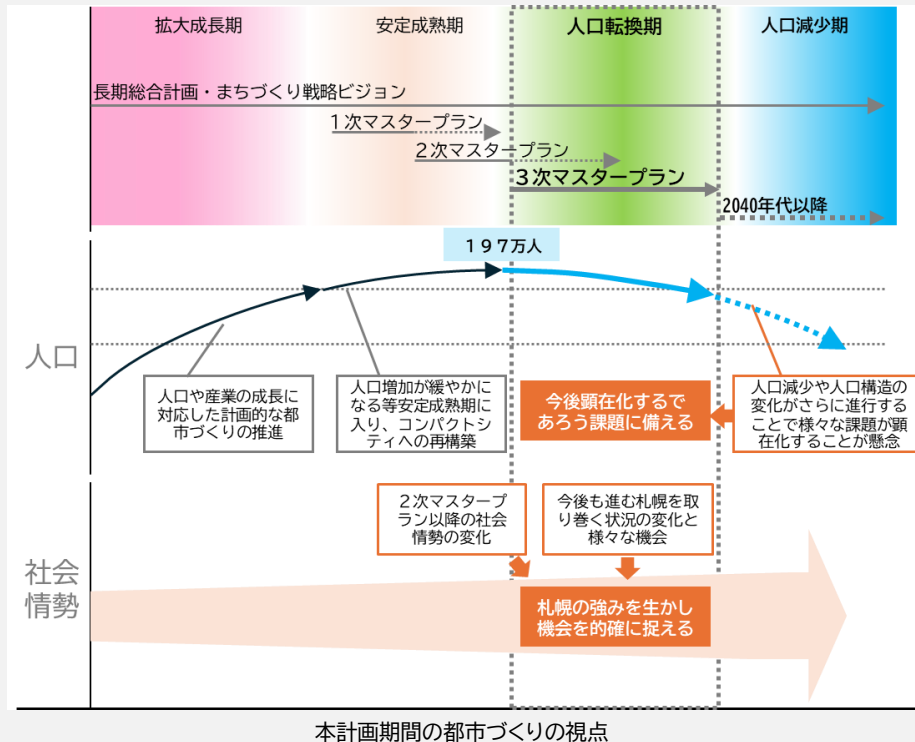 拡大成長期
安定成熟期
人口転換期
人口減少期
長期総合計画・まちづくり戦略ビジョン
1次マスタープラン
2次マスタープラン
3次マスタープラン
2040年代以降
197万人
人口
人口や産業の成長に
対応した計画的な都
市づくりの推進
人口増加が緩やかに
なる等安定成熟期に
入り、コンパクトシ
ティへの再構築
今後顕在化するで
あろう課題に備える
人口減少や人口構造の
変化がさらに進行する
ことで様々な課題が顕
在化することが懸念
2次マスタープ
ラン以降の社会
情勢の変化
今後も進む札幌を取
り巻く状況の変化と
様々な機会
社会
情勢
札幌の強みを生かし
機会を的確に捉える
本計画期間の都市づくりの視点